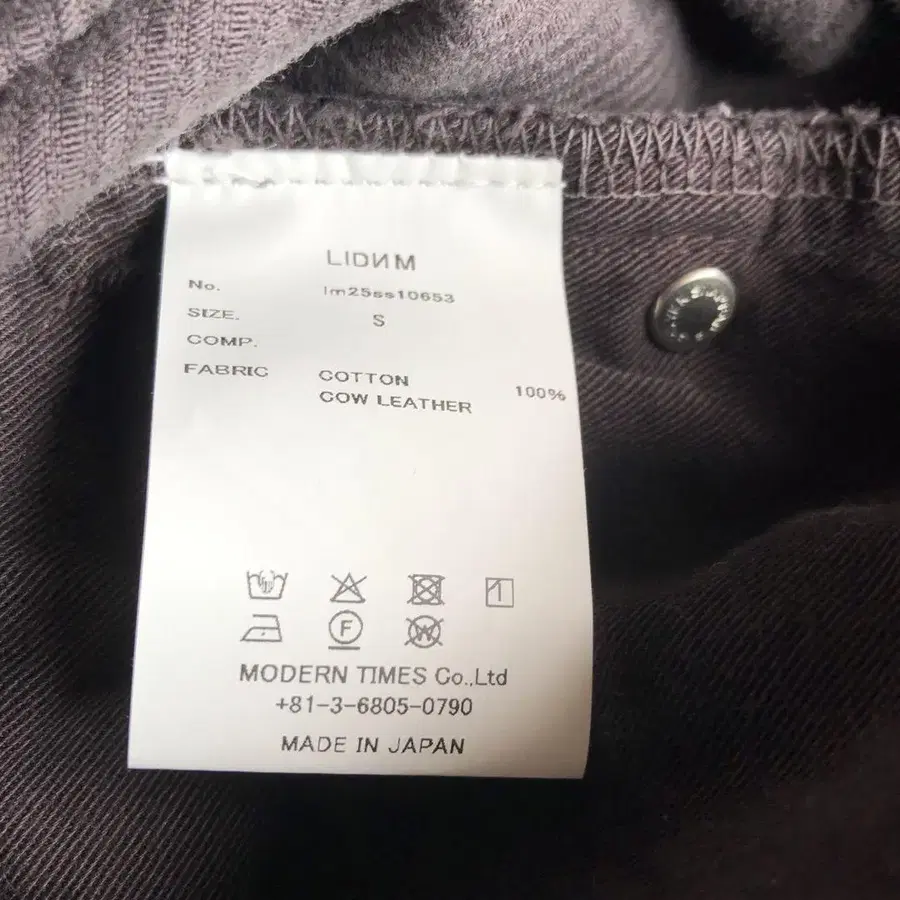 LIDИM
No. lm25ss10653
SIZE. S
COMP.
FABRIC COTTON 100%
COW LEATHER
F
W
MODERN TIMES Co.,Ltd
+81-3-6805-0790
MADE IN JAPAN